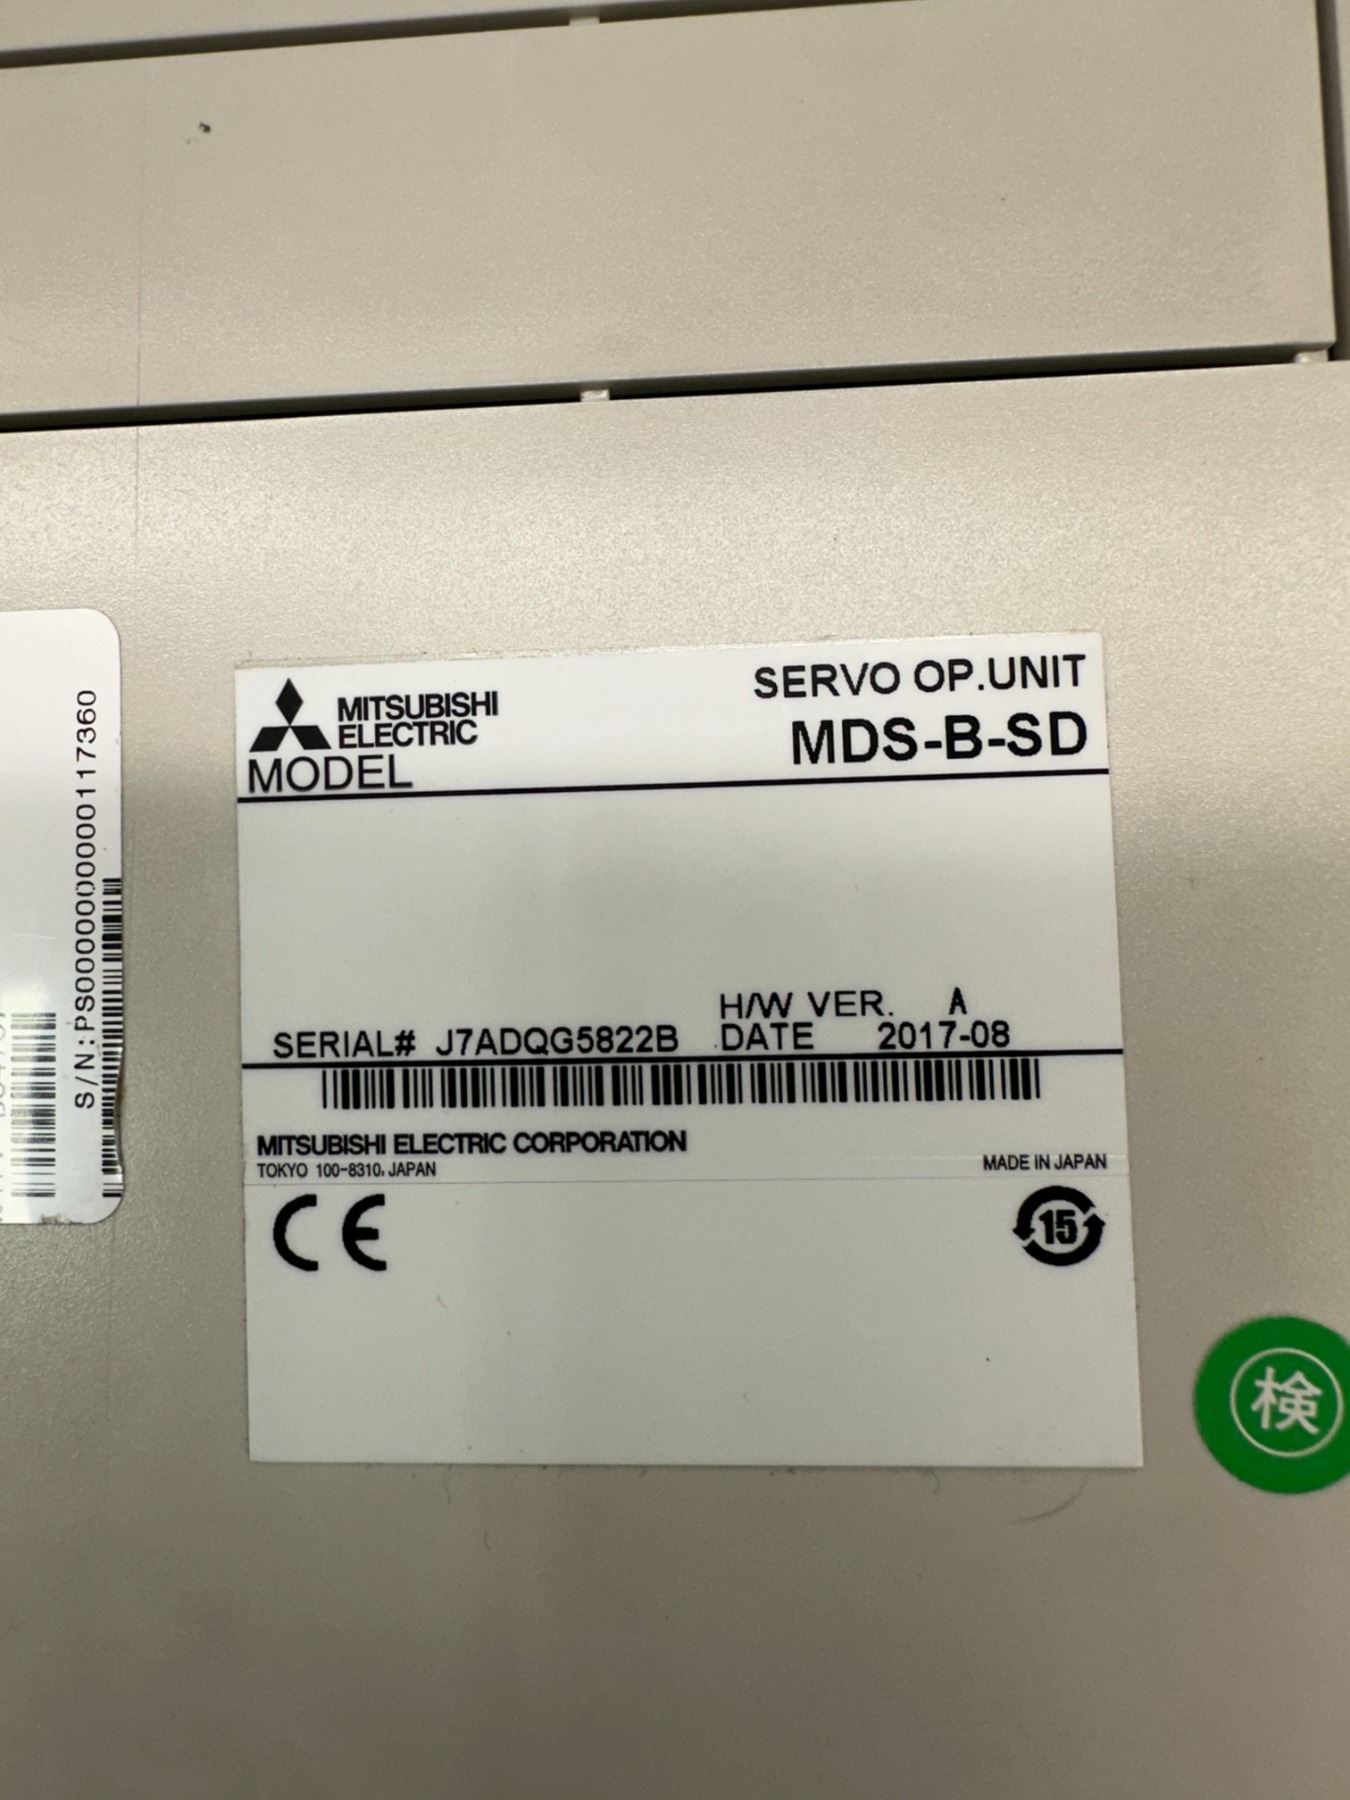 S/N:PS0000000000117360
MITSUBISHI
ELECTRIC
MODEL
SERVO OP.UNIT
MDS-B-SD
H/W VER. A
SERIAL# J7ADQG5822B DATE 2017-08
MITSUBISHI ELECTRIC CORPORATION
TOKYO 100-8310, JAPAN
MADE IN JAPAN
CE
15
検